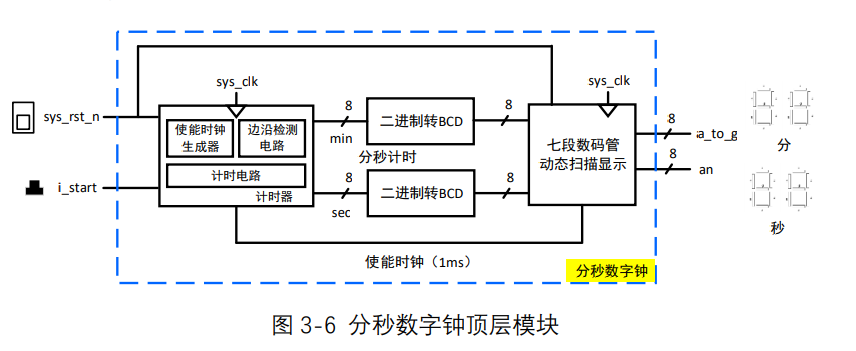 sys_clk
sys_clk
sys_rst_n
使能时钟
生成器
边沿检测
电路
计时电路
计时器
i_start
8
min
分秒计时
8
sec
二进制转BCD
二进制转BCD
8
8
七段数码管
动态扫描显示
8
a_to_g
8
an
分
秒
使能时钟（1ms）
分秒数字钟
图 3-6 分秒数字钟顶层模块